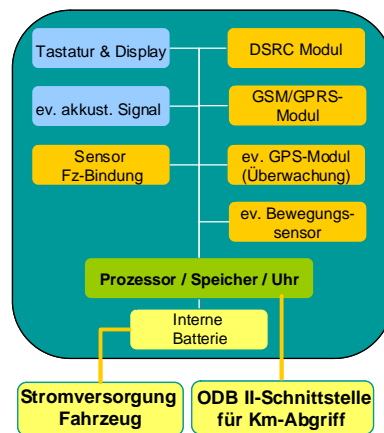 Tastatur & Display
DSRC Modul
ev. akkust. Signal
GSM/GPRS-
Modul
Sensor
Fz-Bindung
ev. GPS-Modul
(Überwachung)
ev. Bewegungs-
sensor
Prozessor / Speicher / Uhr
Interne
Batterie
Stromversorgung
Fahrzeug
ODB II-Schnittstelle
für Km-Abgriff